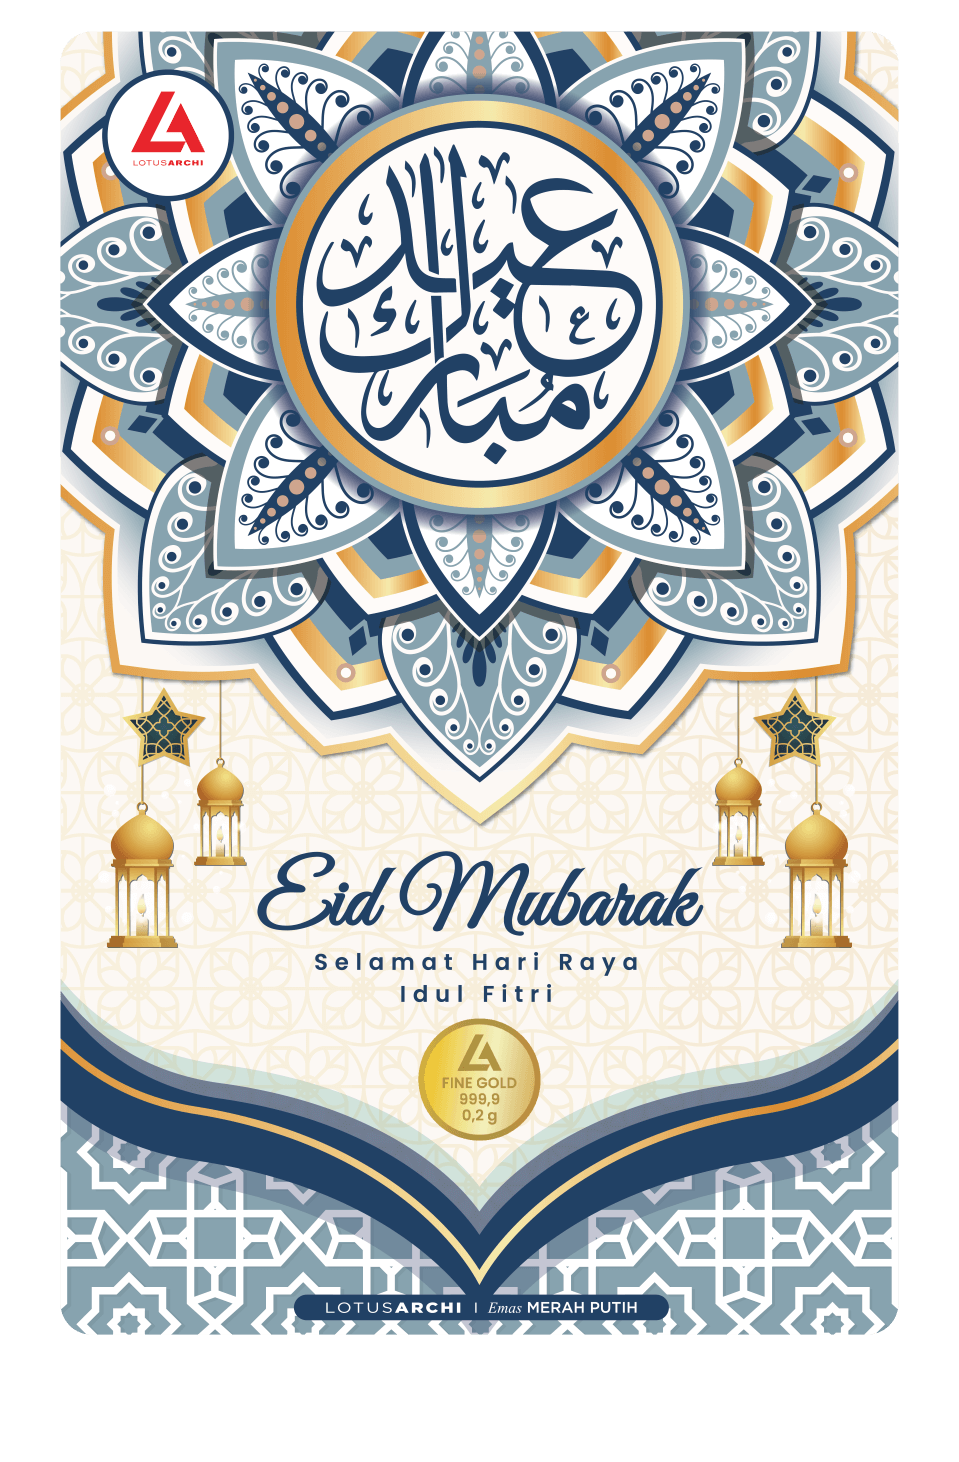 LOTUSARCHI
عيد
مبارك
Eid Mubarak
Selamat Hari Raya
Idul Fitri
FINE GOLD
999,9
0,2 g
LOTUSARCHI | Emas MERAH PUTIH